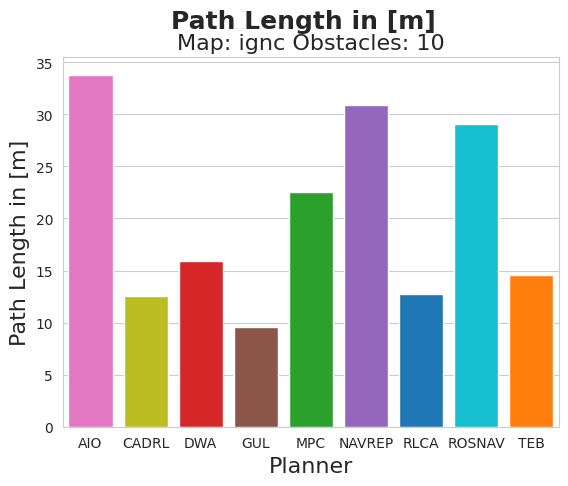 Path Length in [m]
Map: ignc Obstacles: 10
Path Length in [m]
35
30
25
20
15
10
5
0
AIO CADRL DWA GUL MPC NAVREP RLCA ROSNAV TEB
Planner